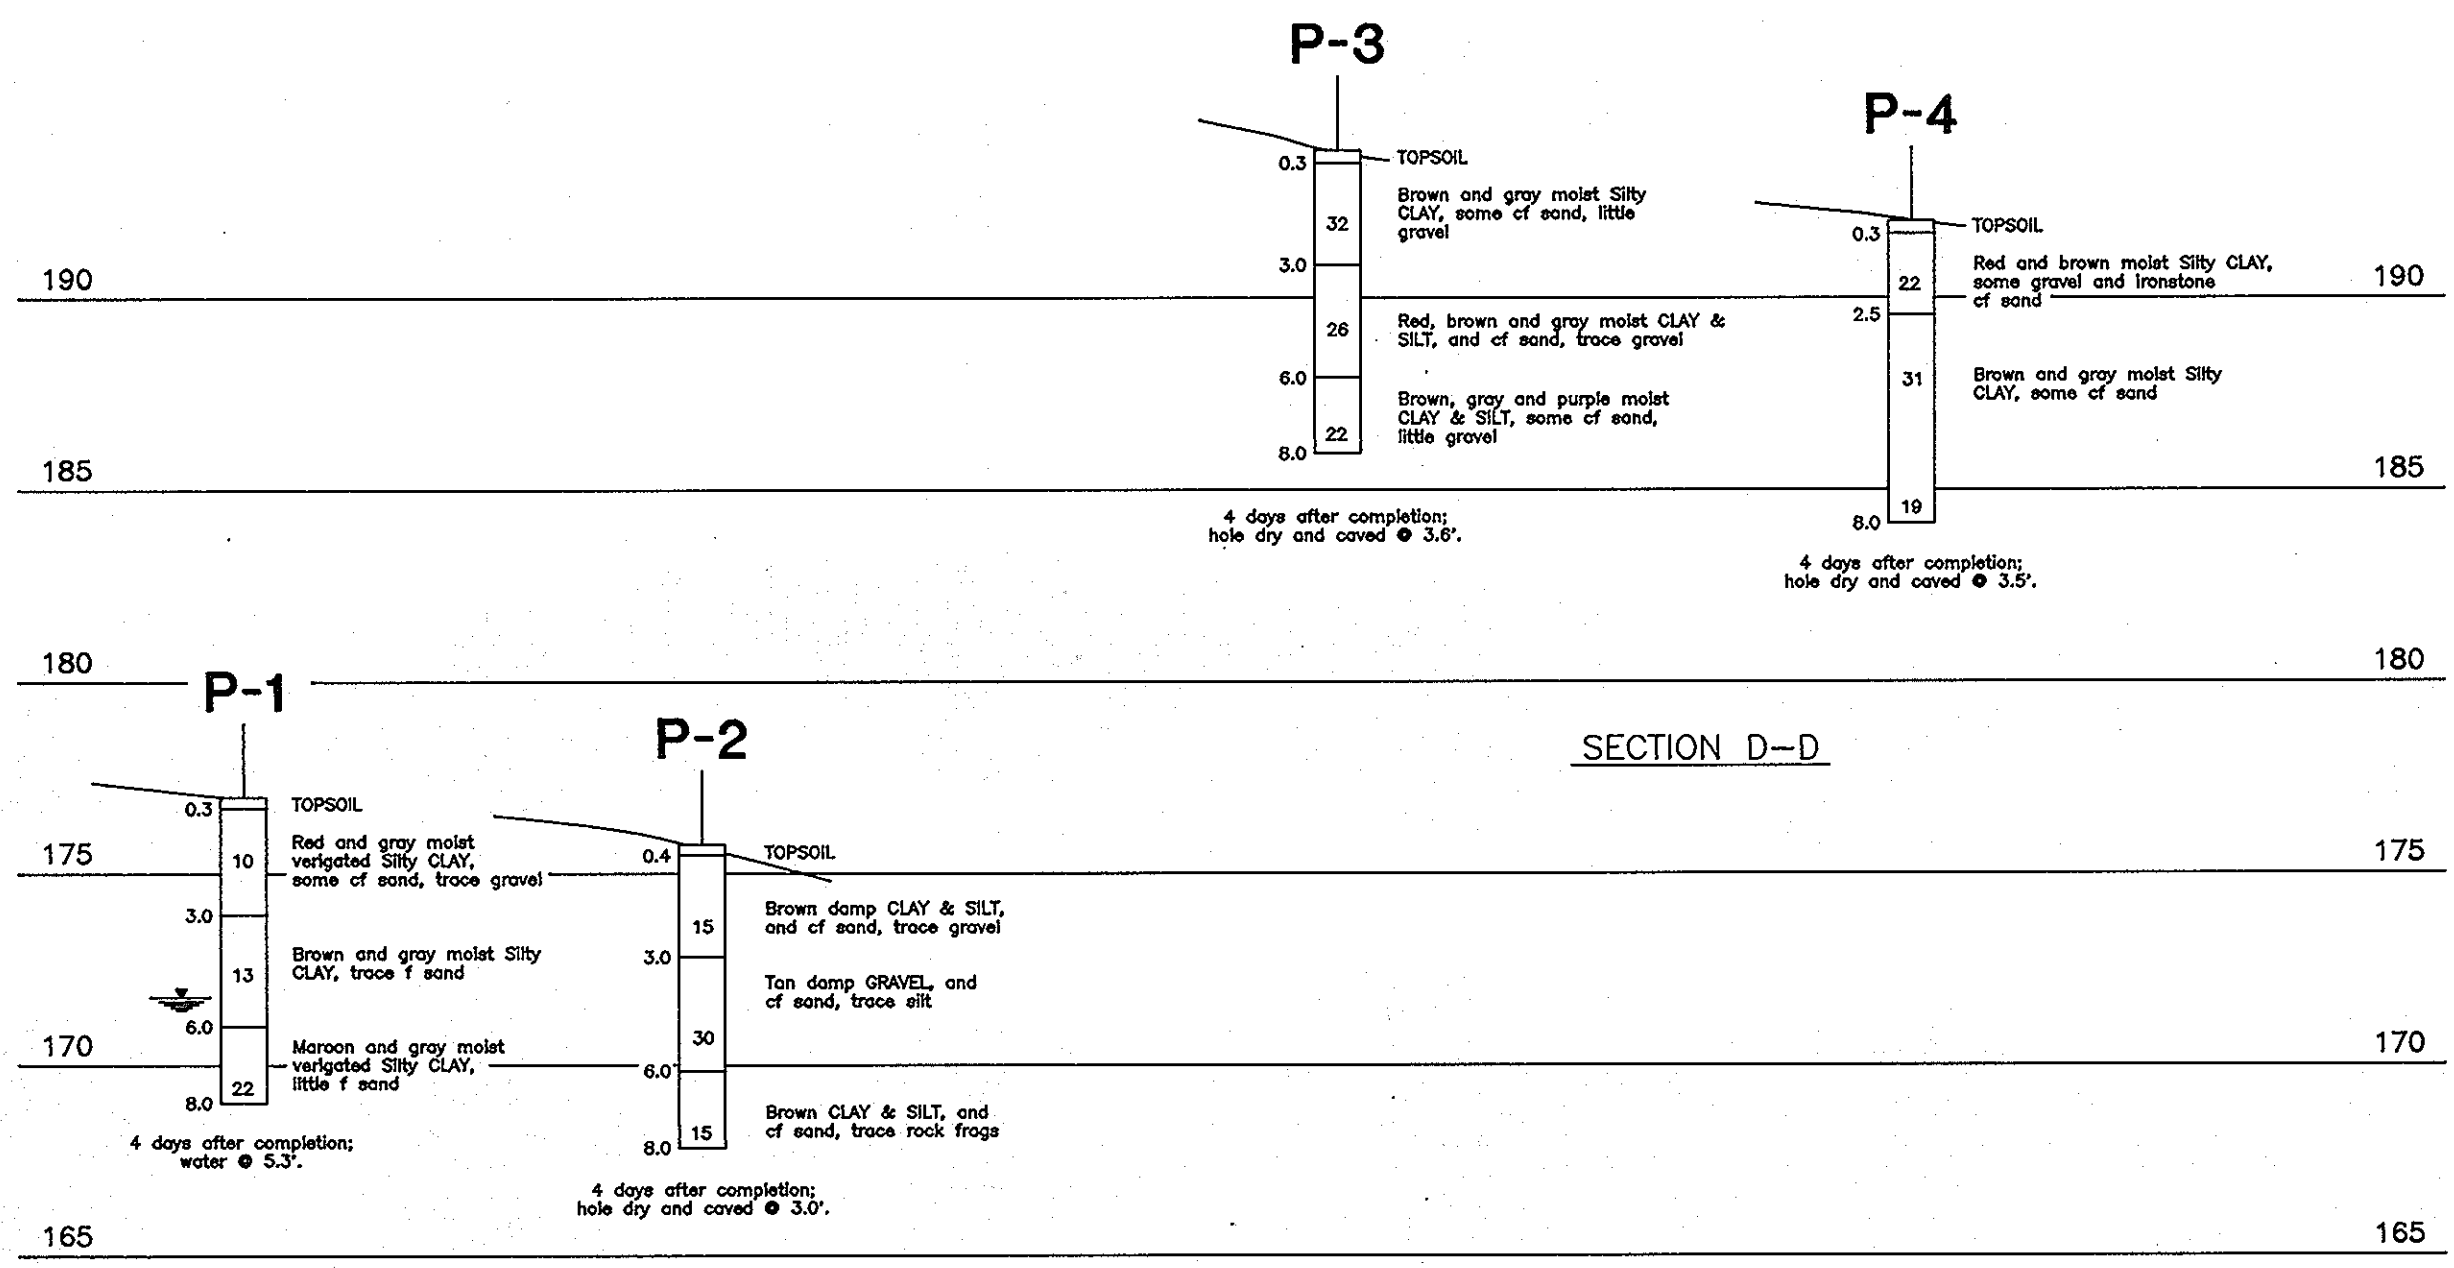 P-3
P-4
0.3
TOPSOIL
Brown and gray moist Silty
CLAY, some cf sand, little
gravel
32
3.0
26
Red, brown and gray moist CLAY &
SILT, and cf sand, trace gravel
6.0
Brown, gray and purple moist
CLAY & SILT, some cf sand,
little gravel
22
8.0
4 days after completion;
hole dry and caved @ 3.6'.
0.3
TOPSOIL
Red and brown moist Silty CLAY,
some gravel and ironstone
cf sand
22
2.5
31
Brown and gray moist Silty
CLAY, some cf sand
19
8.0
4 days after completion;
hole dry and caved @ 3.5'.
190
190
185
185
180
180
P-1
P-2
SECTION D-D
0.3
TOPSOIL
Red and gray moist
verigated Silty CLAY,
some cf sand, trace gravel
10
3.0
13
Brown and gray moist Silty
CLAY, trace f sand
6.0
Maroon and gray moist
verigated Silty CLAY,
little f sand
22
8.0
4 days after completion;
water @ 5.3'.
0.4
TOPSOIL
Brown damp CLAY & SILT,
and cf sand, trace gravel
15
3.0
Tan damp GRAVEL, and
cf sand, trace silt
30
6.0
Brown CLAY & SILT, and
cf sand, trace rock frags
15
8.0
4 days after completion;
hole dry and caved @ 3.0'.
175
175
170
170
165
165